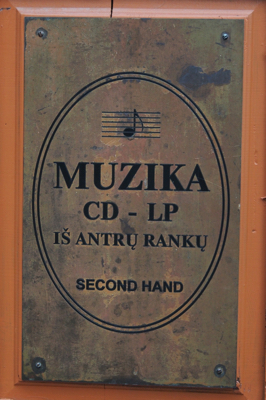 MUZIKA
CD - LP
IŠ ANTRŲ RANKŲ
SECOND HAND